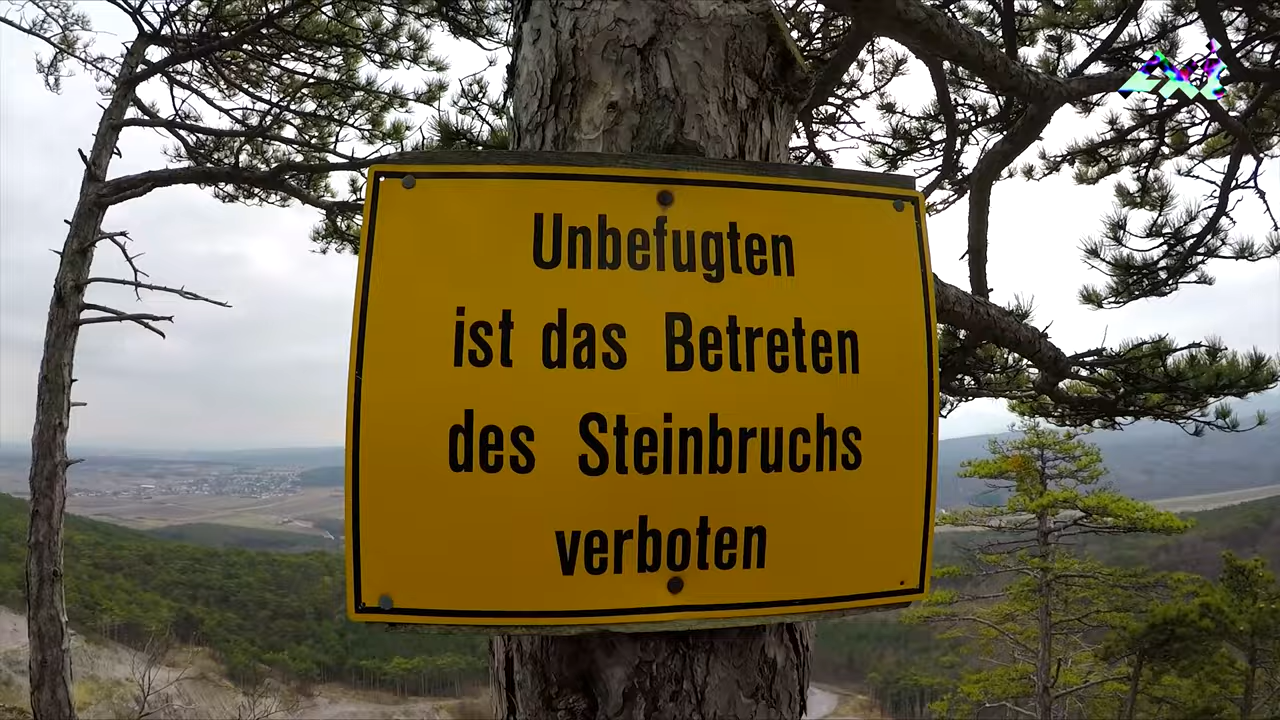 Unbefugten
ist das Betreten
des Steinbruchs
verboten